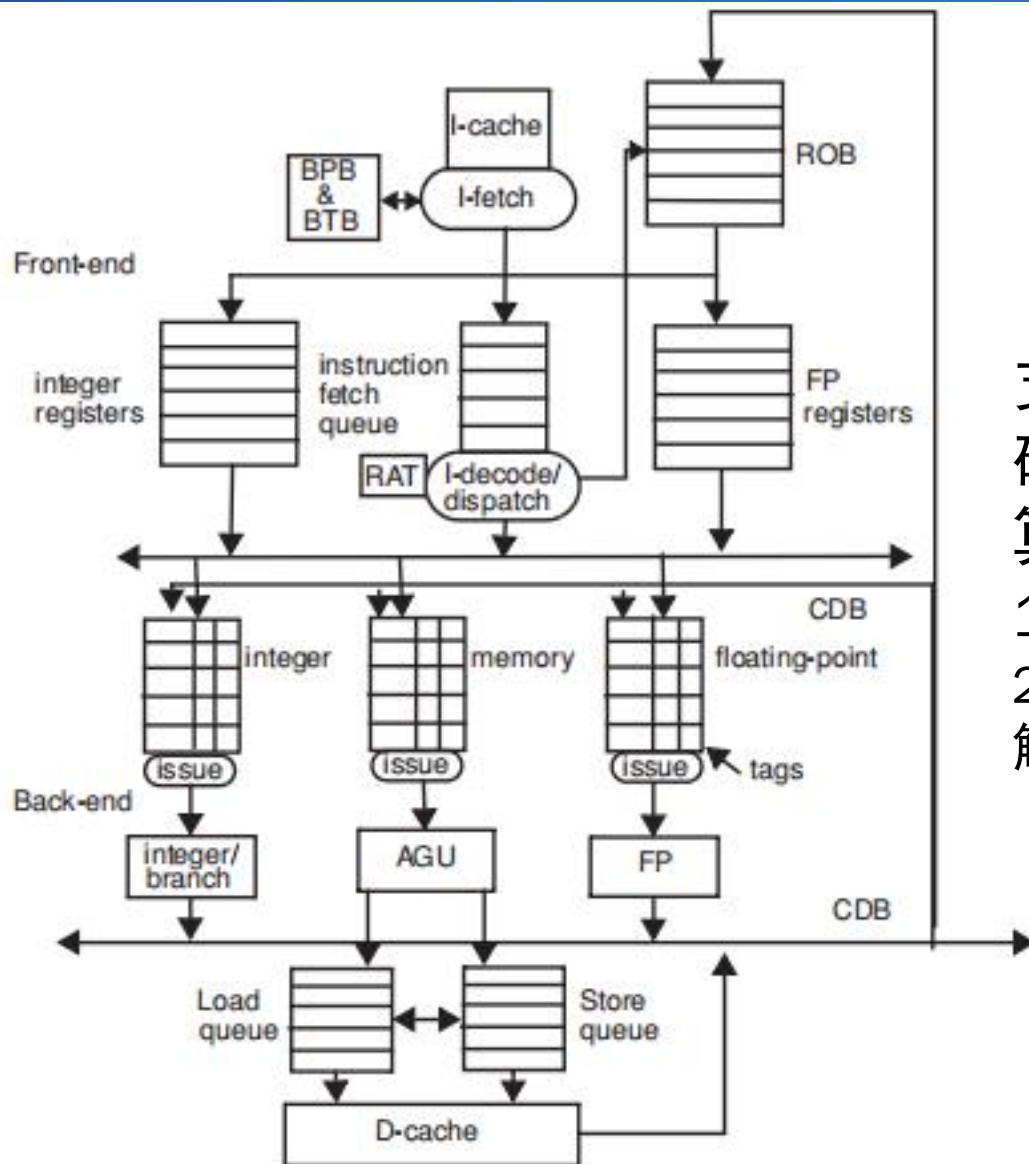 I-cache
ROB
BPB
&
BTB
I-fetch
Front-end
integer
registers
instruction
fetch
queue
FP
registers
RAT
I-decode/
dispatch
CDB
integer
memory
floating-point
issue
issue
issue
tags
Back-end
integer/
branch
AGU
FP
CDB
Load
queue
Store
queue
D-cache